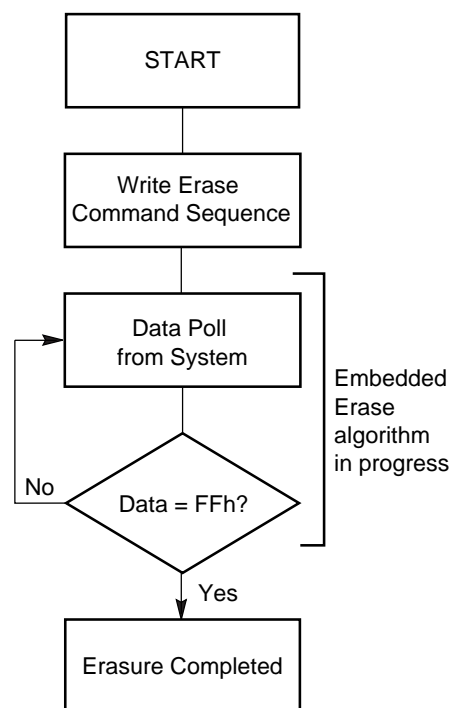 START
Write Erase
Command Sequence
Data Poll
from System
Embedded
Erase
algorithm
in progress
No
Data = FFh?
Yes
Erasure Completed